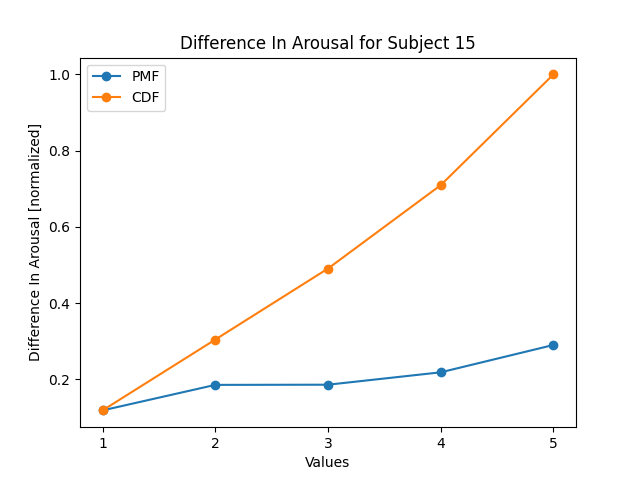 Difference In Arousal for Subject 15
PMF
CDF
Difference In Arousal [normalized]
1.0
0.8
0.6
0.4
0.2
1 2 3 4 5
Values